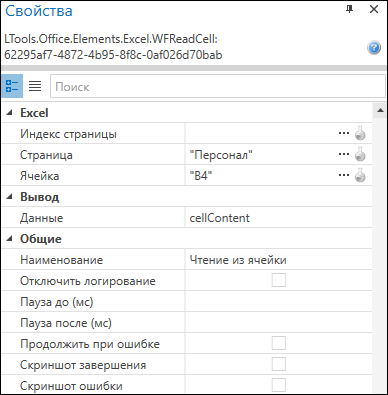 Свойства
LTools.Office.Elements.Excel.WFReadCell:
62295af7-4872-4b95-8f8c-0af026d70bab
Поиск
Excel
Индекс страницы
Страница "Персонал"
Ячейка "B4"
Вывод
Данные cellContent
Общие
Наименование Чтение из ячейки
Отключить логирование
Пауза до (мс)
Пауза после (мс)
Продолжить при ошибке
Скриншот завершения
Скриншот ошибки